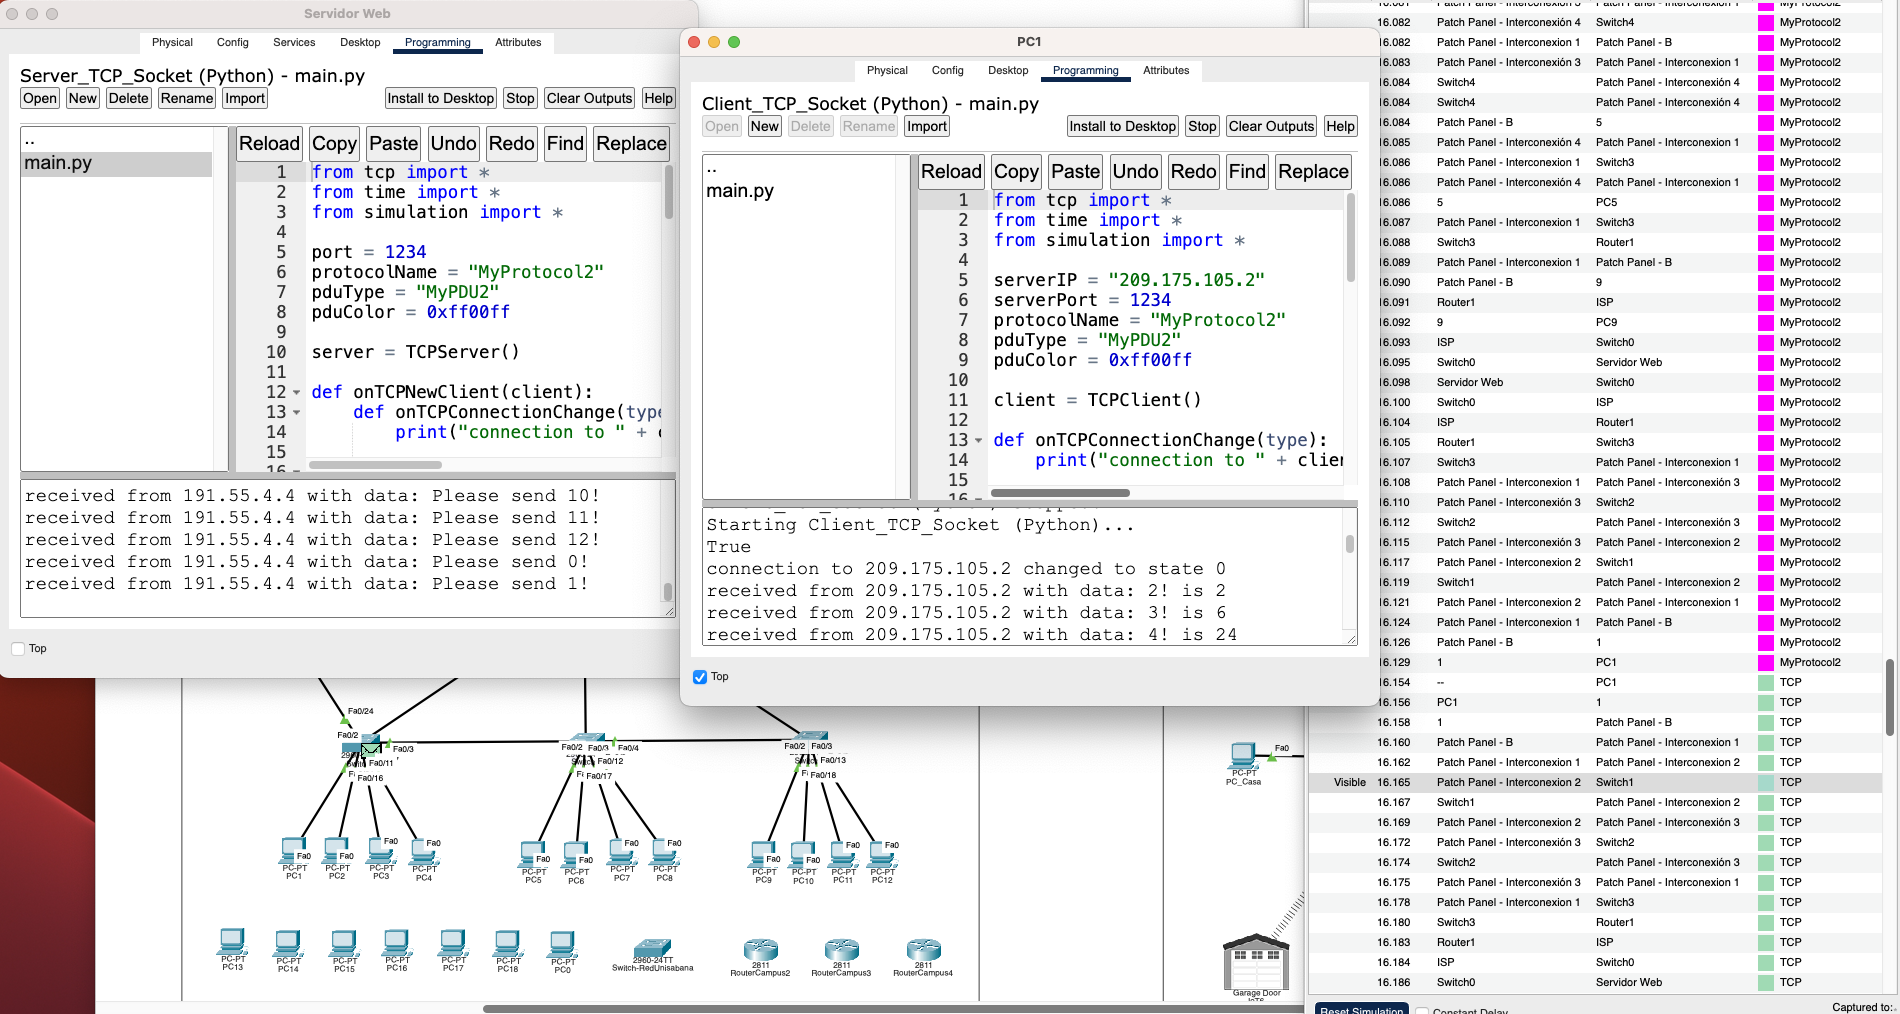 Servidor Web
Physical Config Services Desktop Programming Attributes
Server_TCP_Socket (Python) - main.py
Open New Delete Rename Import Install to Desktop Stop Clear Outputs Help
..
main.py
Reload Copy Paste Undo Redo Find Replace
1 from tcp import *
2 from time import *
3 from simulation import *
4
5 port = 1234
6 protocolName = "MyProtocol2"
7 pduType = "MyPDU2"
8 pduColor = 0xff00ff
9
10 server = TCPServer()
11
12 def onTCPNewClient(client):
13 def onTCPConnectionChange(type
14 print("connection to " +
15
16
received from 191.55.4.4 with data: Please send 10!
received from 191.55.4.4 with data: Please send 11!
received from 191.55.4.4 with data: Please send 12!
received from 191.55.4.4 with data: Please send 0!
received from 191.55.4.4 with data: Please send 1!
Top
PC1
Physical Config Desktop Programming Attributes
Client_TCP_Socket (Python) - main.py
Open New Delete Rename Import Install to Desktop Stop Clear Outputs Help
..
main.py
Reload Copy Paste Undo Redo Find Replace
1 from tcp import *
2 from time import *
3 from simulation import *
4
5 serverIP = "209.175.105.2"
6 serverPort = 1234
7 protocolName = "MyProtocol2"
8 pduType = "MyPDU2"
9 pduColor = 0xff00ff
10
11 client = TCPClient()
12
13 def onTCPConnectionChange(type):
14 print("connection to " + clie
15
16
Starting Client_TCP_Socket (Python)...
True
connection to 209.175.105.2 changed to state 0
received from 209.175.105.2 with data: 2! is 2
received from 209.175.105.2 with data: 3! is 6
received from 209.175.105.2 with data: 4! is 24
Top
16.081 Patch Panel - Interconexión 3 Patch Panel - Interconexion 1 MyProtocol2
16.082 Patch Panel - Interconexión 4 Switch4 MyProtocol2
16.082 Patch Panel - Interconexion 1 Patch Panel - B MyProtocol2
16.083 Patch Panel - Interconexión 3 Patch Panel - Interconexion 1 MyProtocol2
16.084 Switch4 Patch Panel - Interconexión 4 MyProtocol2
16.084 Switch4 Patch Panel - Interconexión 4 MyProtocol2
16.084 Patch Panel - B 5 MyProtocol2
16.085 Patch Panel - Interconexión 4 Patch Panel - Interconexion 1 MyProtocol2
16.086 Patch Panel - Interconexion 1 Switch3 MyProtocol2
16.086 Patch Panel - Interconexión 4 Patch Panel - Interconexion 1 MyProtocol2
16.086 5 PC5 MyProtocol2
16.087 Patch Panel - Interconexion 1 Switch3 MyProtocol2
16.088 Switch3 Router1 MyProtocol2
16.089 Patch Panel - Interconexion 1 Patch Panel - B MyProtocol2
16.090 Patch Panel - B 9 MyProtocol2
16.091 Router1 ISP MyProtocol2
16.092 9 PC9 MyProtocol2
16.093 ISP Switch0 MyProtocol2
16.095 Switch0 Servidor Web MyProtocol2
16.098 Servidor Web Switch0 MyProtocol2
16.100 Switch0 ISP MyProtocol2
16.104 ISP Router1 MyProtocol2
16.105 Router1 Switch3 MyProtocol2
16.107 Switch3 Patch Panel - Interconexion 1 MyProtocol2
16.108 Patch Panel - Interconexion 1 Patch Panel - Interconexión 3 MyProtocol2
16.110 Patch Panel - Interconexión 3 Switch2 MyProtocol2
16.112 Switch2 Patch Panel - Interconexión 3 MyProtocol2
16.115 Patch Panel - Interconexión 3 Patch Panel - Interconexion 2 MyProtocol2
16.117 Patch Panel - Interconexion 2 Switch1 MyProtocol2
16.119 Switch1 Patch Panel - Interconexion 2 MyProtocol2
16.121 Patch Panel - Interconexion 2 Patch Panel - Interconexion 1 MyProtocol2
16.124 Patch Panel - Interconexion 1 Patch Panel - B MyProtocol2
16.126 Patch Panel - B 1 MyProtocol2
16.129 1 PC1 MyProtocol2
16.154 -- PC1 TCP
16.156 PC1 1 TCP
16.158 1 Patch Panel - B TCP
16.160 Patch Panel - B Patch Panel - Interconexion 1 TCP
16.162 Patch Panel - Interconexion 1 Patch Panel - Interconexion 2 TCP
Visible 16.165 Patch Panel - Interconexion 2 Switch1 TCP
16.167 Switch1 Patch Panel - Interconexion 2 TCP
16.169 Patch Panel - Interconexion 2 Patch Panel - Interconexión 3 TCP
16.172 Patch Panel - Interconexión 3 Switch2 TCP
16.174 Switch2 Patch Panel - Interconexión 3 TCP
16.175 Patch Panel - Interconexión 3 Patch Panel - Interconexion 1 TCP
16.178 Patch Panel - Interconexion 1 Switch3 TCP
16.180 Switch3 Router1 TCP
16.183 Router1 ISP TCP
16.184 ISP Switch0 TCP
16.186 Switch0 Servidor Web TCP
Reset Simulation Constant Delay Captured to:
Fa0/24
Fa0/2 Fa0/3
Fa0/11
Fa0/16
Fa0/2 Fa0/3 Fa0/4
Fa0/12
Fa0/17
Fa0/2 Fa0/3
Fa0/13
Fa0/18
Fa0 Fa0 Fa0 Fa0
PC-PT PC1
PC-PT PC2
PC-PT PC3
PC-PT PC4
Fa0 Fa0 Fa0 Fa0
PC-PT PC5
PC-PT PC6
PC-PT PC7
PC-PT PC8
Fa0 Fa0 Fa0 Fa0
PC-PT PC9
PC-PT PC10
PC-PT PC11
PC-PT PC12
Fa0
PC-PT PC_Casa
PC-PT PC13
PC-PT PC14
PC-PT PC15
PC-PT PC16
PC-PT PC17
PC-PT PC18
PC-PT PC0
2960-24TT Switch-RedUnisabana
2811 RouterCampus2
2811 RouterCampus3
2811 RouterCampus4
Garage Door